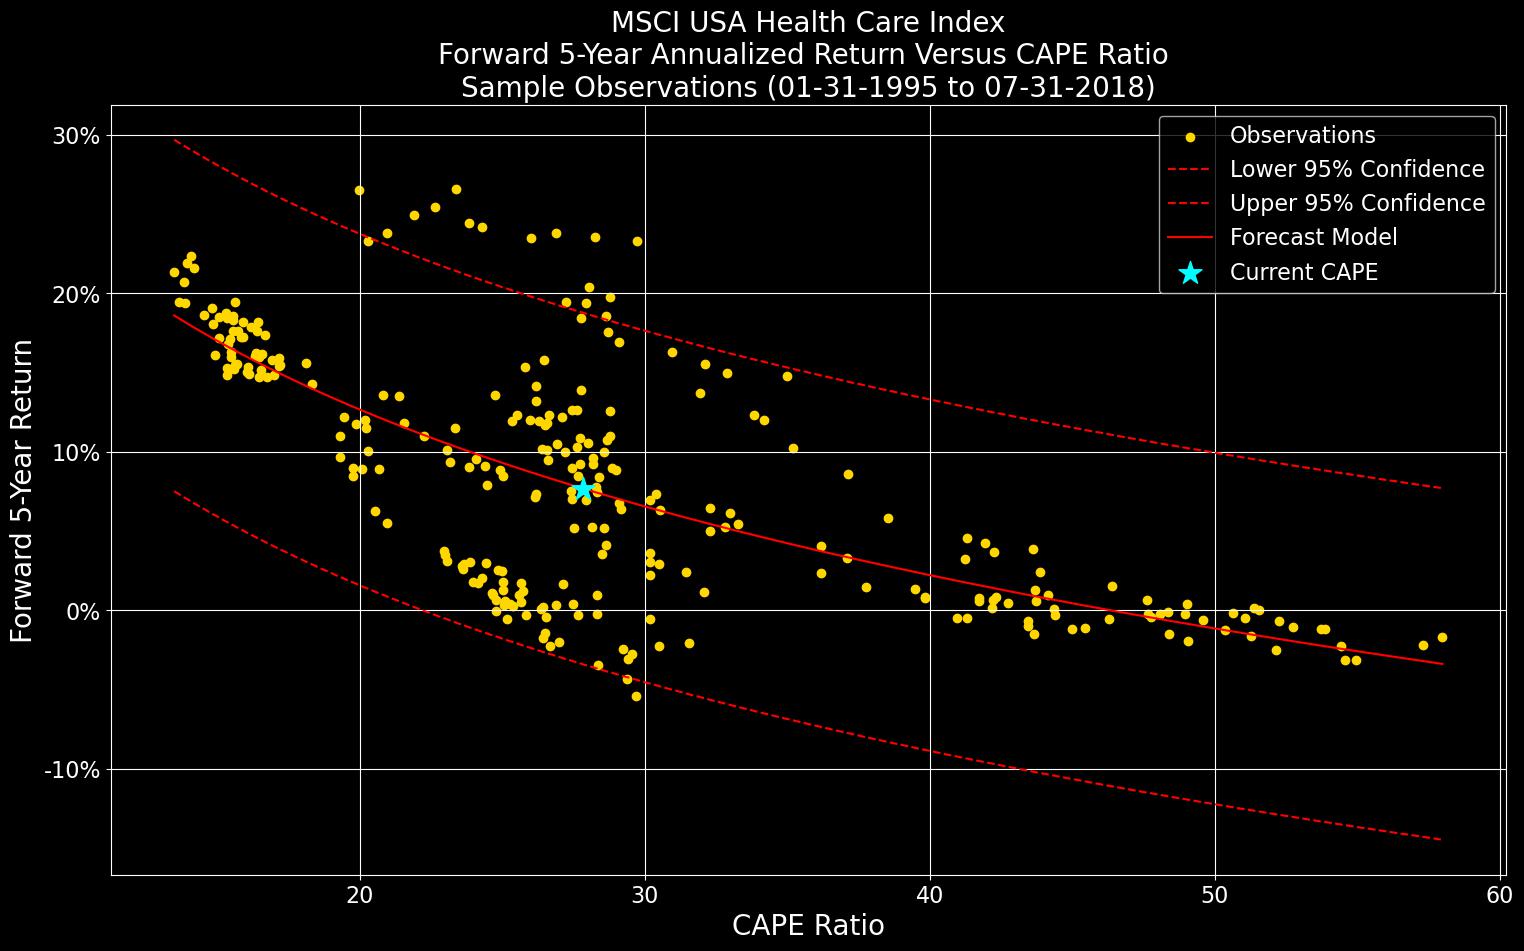 MSCI USA Health Care Index
Forward 5-Year Annualized Return Versus CAPE Ratio
Sample Observations (01-31-1995 to 07-31-2018)
Observations
Lower 95% Confidence
Upper 95% Confidence
Forecast Model
Current CAPE
Forward 5-Year Return
30%
20%
10%
0%
-10%
20 30 40 50 60
CAPE Ratio